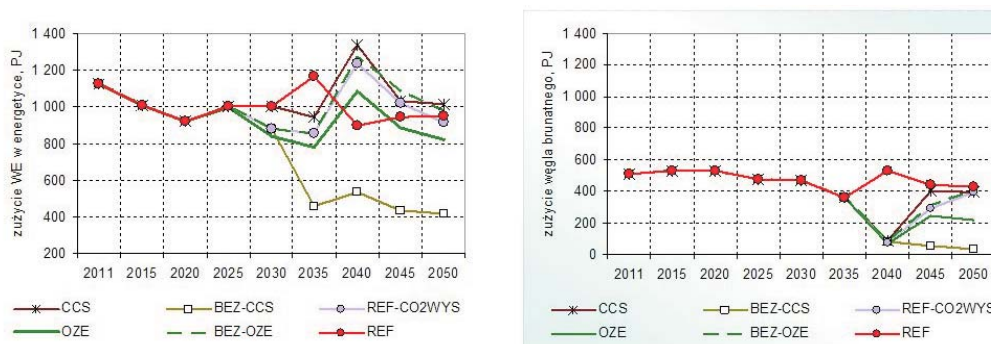 zużycie WE w energetyce, PJ
1 400
1 200
1 000
800
600
400
200
2011 2015 2020 2025 2030 2035 2040 2045 2050
CCS BEZ-CCS REF-CO2WYS
OZE BEZ-OZE REF
zużycie węgla brunatnego, PJ
1 400
1 200
1 000
800
600
400
200
0
2011 2015 2020 2025 2030 2035 2040 2045 2050
CCS BEZ-CCS REF-CO2WYS
OZE BEZ-OZE REF